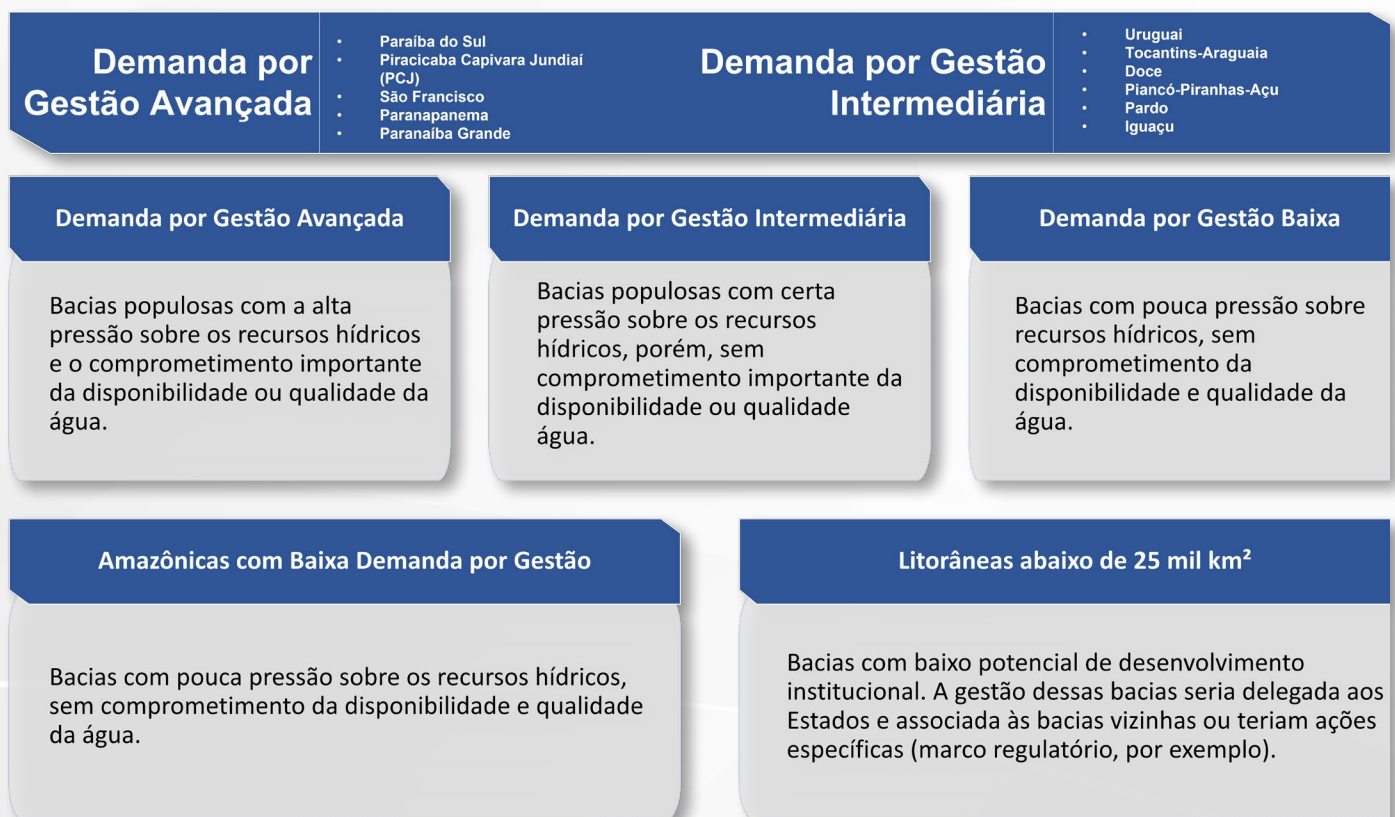 Demanda por
Gestão Avançada
• Paraíba do Sul
• Piracicaba Capivara Jundiaí
(PCJ)
• São Francisco
• Paranapanema
• Paranaíba Grande
Demanda por Gestão
Intermediária
• Uruguai
• Tocantins-Araguaia
• Doce
• Piancó-Piranhas-Açu
• Pardo
• Iguaçu
Demanda por Gestão Avançada
Bacias populosas com a alta
pressão sobre os recursos hídricos
e o comprometimento importante
da disponibilidade ou qualidade da
água.
Demanda por Gestão Intermediária
Bacias populosas com certa
pressão sobre os recursos
hídricos, porém, sem
comprometimento importante da
disponibilidade ou qualidade
água.
Demanda por Gestão Baixa
Bacias com pouca pressão sobre
recursos hídricos, sem
comprometimento da
disponibilidade e qualidade da
água.
Amazônicas com Baixa Demanda por Gestão
Bacias com pouca pressão sobre os recursos hídricos,
sem comprometimento da disponibilidade e qualidade
da água.
Litorâneas abaixo de 25 mil km²
Bacias com baixo potencial de desenvolvimento
institucional. A gestão dessas bacias seria delegada aos
Estados e associada às bacias vizinhas ou teriam ações
específicas (marco regulatório, por exemplo).